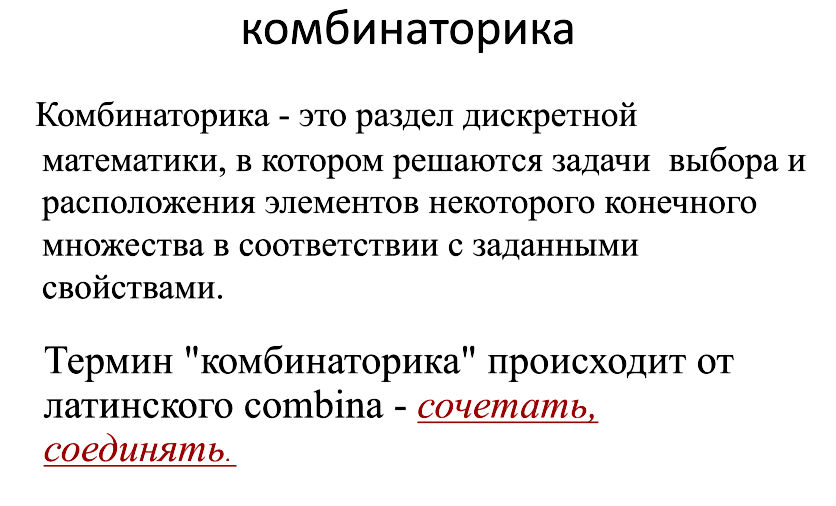 комбинаторика
Комбинаторика - это раздел дискретной
математики, в котором решаются задачи  выбора и
расположения элементов некоторого конечного
множества в соответствии с заданными
свойствами.
Термин "комбинаторика" происходит от
латинского combina - сочетать,
соединять.